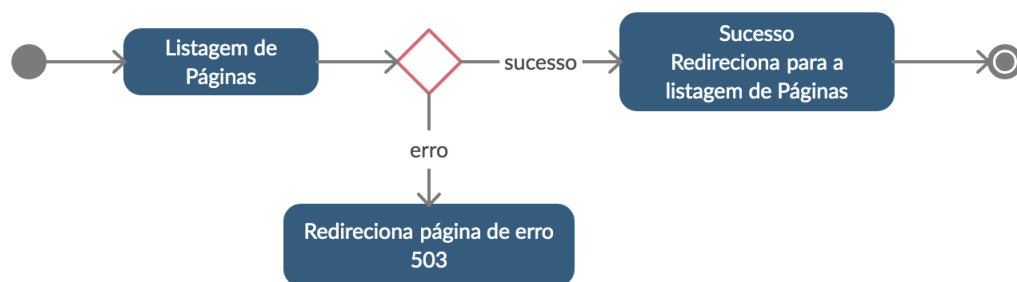 Listagem de
Páginas
sucesso
Sucesso
Redireciona para a
listagem de Páginas
erro
Redireciona página de erro
503